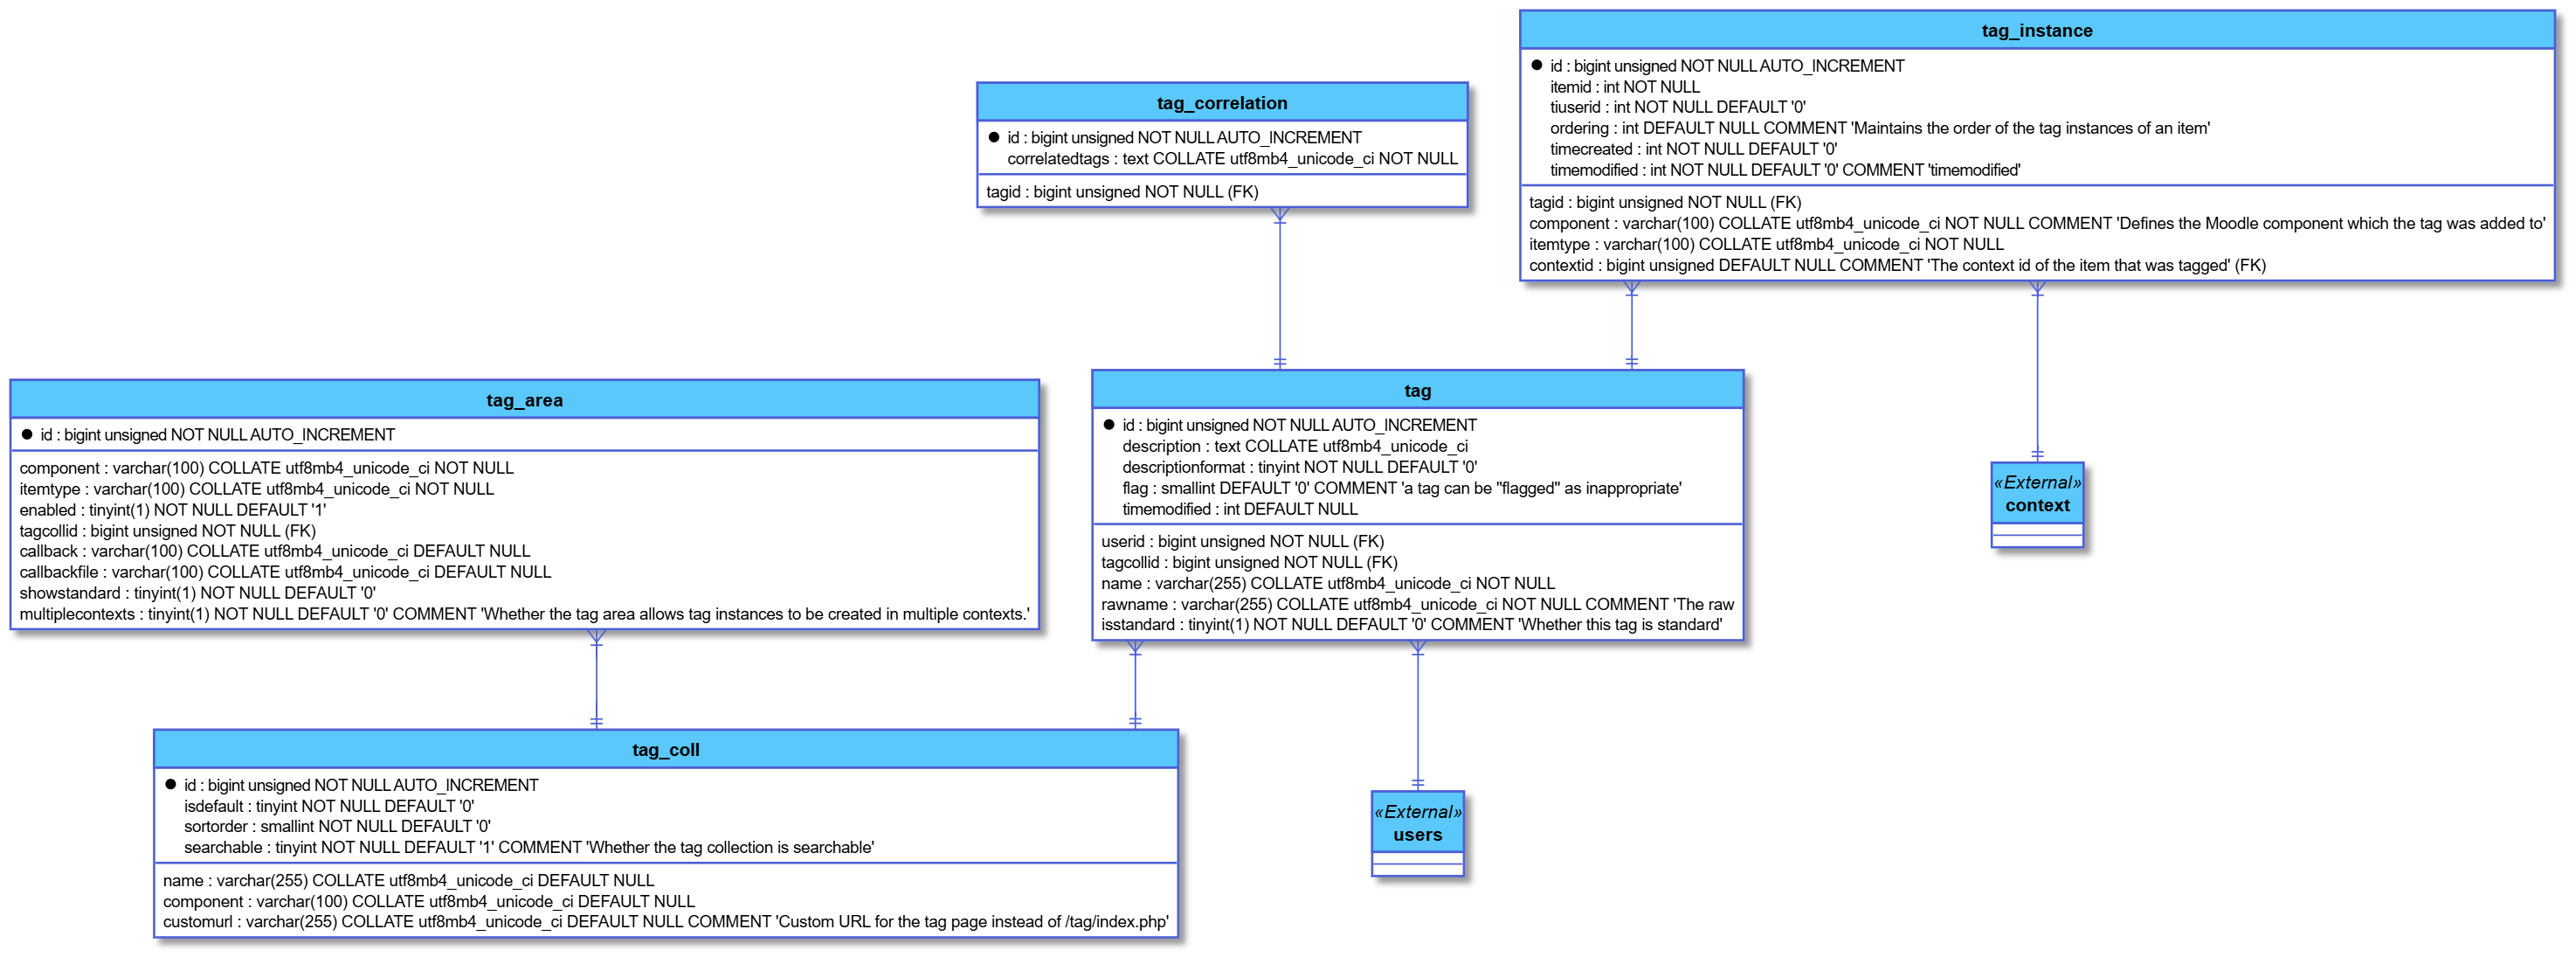 tag_instance
id : bigint unsigned NOT NULL AUTO_INCREMENT
itemid : int NOT NULL
tiuserid : int NOT NULL DEFAULT '0'
ordering : int DEFAULT NULL COMMENT 'Maintains the order of the tag instances of an item'
timecreated : int NOT NULL DEFAULT '0'
timemodified : int NOT NULL DEFAULT '0' COMMENT 'timemodified'
tagid : bigint unsigned NOT NULL (FK)
component : varchar(100) COLLATE utf8mb4_unicode_ci NOT NULL COMMENT 'Defines the Moodle component which the tag was added to'
itemtype : varchar(100) COLLATE utf8mb4_unicode_ci NOT NULL
contextid : bigint unsigned DEFAULT NULL COMMENT 'The context id of the item that was tagged' (FK)
tag_correlation
id : bigint unsigned NOT NULL AUTO_INCREMENT
correlatedtags : text COLLATE utf8mb4_unicode_ci NOT NULL
tagid : bigint unsigned NOT NULL (FK)
tag_area
id : bigint unsigned NOT NULL AUTO_INCREMENT
component : varchar(100) COLLATE utf8mb4_unicode_ci NOT NULL
itemtype : varchar(100) COLLATE utf8mb4_unicode_ci NOT NULL
enabled : tinyint(1) NOT NULL DEFAULT '1'
tagcollid : bigint unsigned NOT NULL (FK)
callback : varchar(100) COLLATE utf8mb4_unicode_ci DEFAULT NULL
callbackfile : varchar(100) COLLATE utf8mb4_unicode_ci DEFAULT NULL
showstandard : tinyint(1) NOT NULL DEFAULT '0'
multiplecontexts : tinyint(1) NOT NULL DEFAULT '0' COMMENT 'Whether the tag area allows tag instances to be created in multiple contexts.'
tag
id : bigint unsigned NOT NULL AUTO_INCREMENT
description : text COLLATE utf8mb4_unicode_ci
descriptionformat : tinyint NOT NULL DEFAULT '0'
flag : smallint DEFAULT '0' COMMENT 'a tag can be "flagged" as inappropriate'
timemodified : int DEFAULT NULL
userid : bigint unsigned NOT NULL (FK)
tagcollid : bigint unsigned NOT NULL (FK)
name : varchar(255) COLLATE utf8mb4_unicode_ci NOT NULL
rawname : varchar(255) COLLATE utf8mb4_unicode_ci NOT NULL COMMENT 'The raw
isstandard : tinyint(1) NOT NULL DEFAULT '0' COMMENT 'Whether this tag is standard'
«External»
context
tag_coll
id : bigint unsigned NOT NULL AUTO_INCREMENT
isdefault : tinyint NOT NULL DEFAULT '0'
sortorder : smallint NOT NULL DEFAULT '0'
searchable : tinyint NOT NULL DEFAULT '1' COMMENT 'Whether the tag collection is searchable'
name : varchar(255) COLLATE utf8mb4_unicode_ci DEFAULT NULL
component : varchar(100) COLLATE utf8mb4_unicode_ci DEFAULT NULL
customurl : varchar(255) COLLATE utf8mb4_unicode_ci DEFAULT NULL COMMENT 'Custom URL for the tag page instead of /tag/index.php'
«External»
users